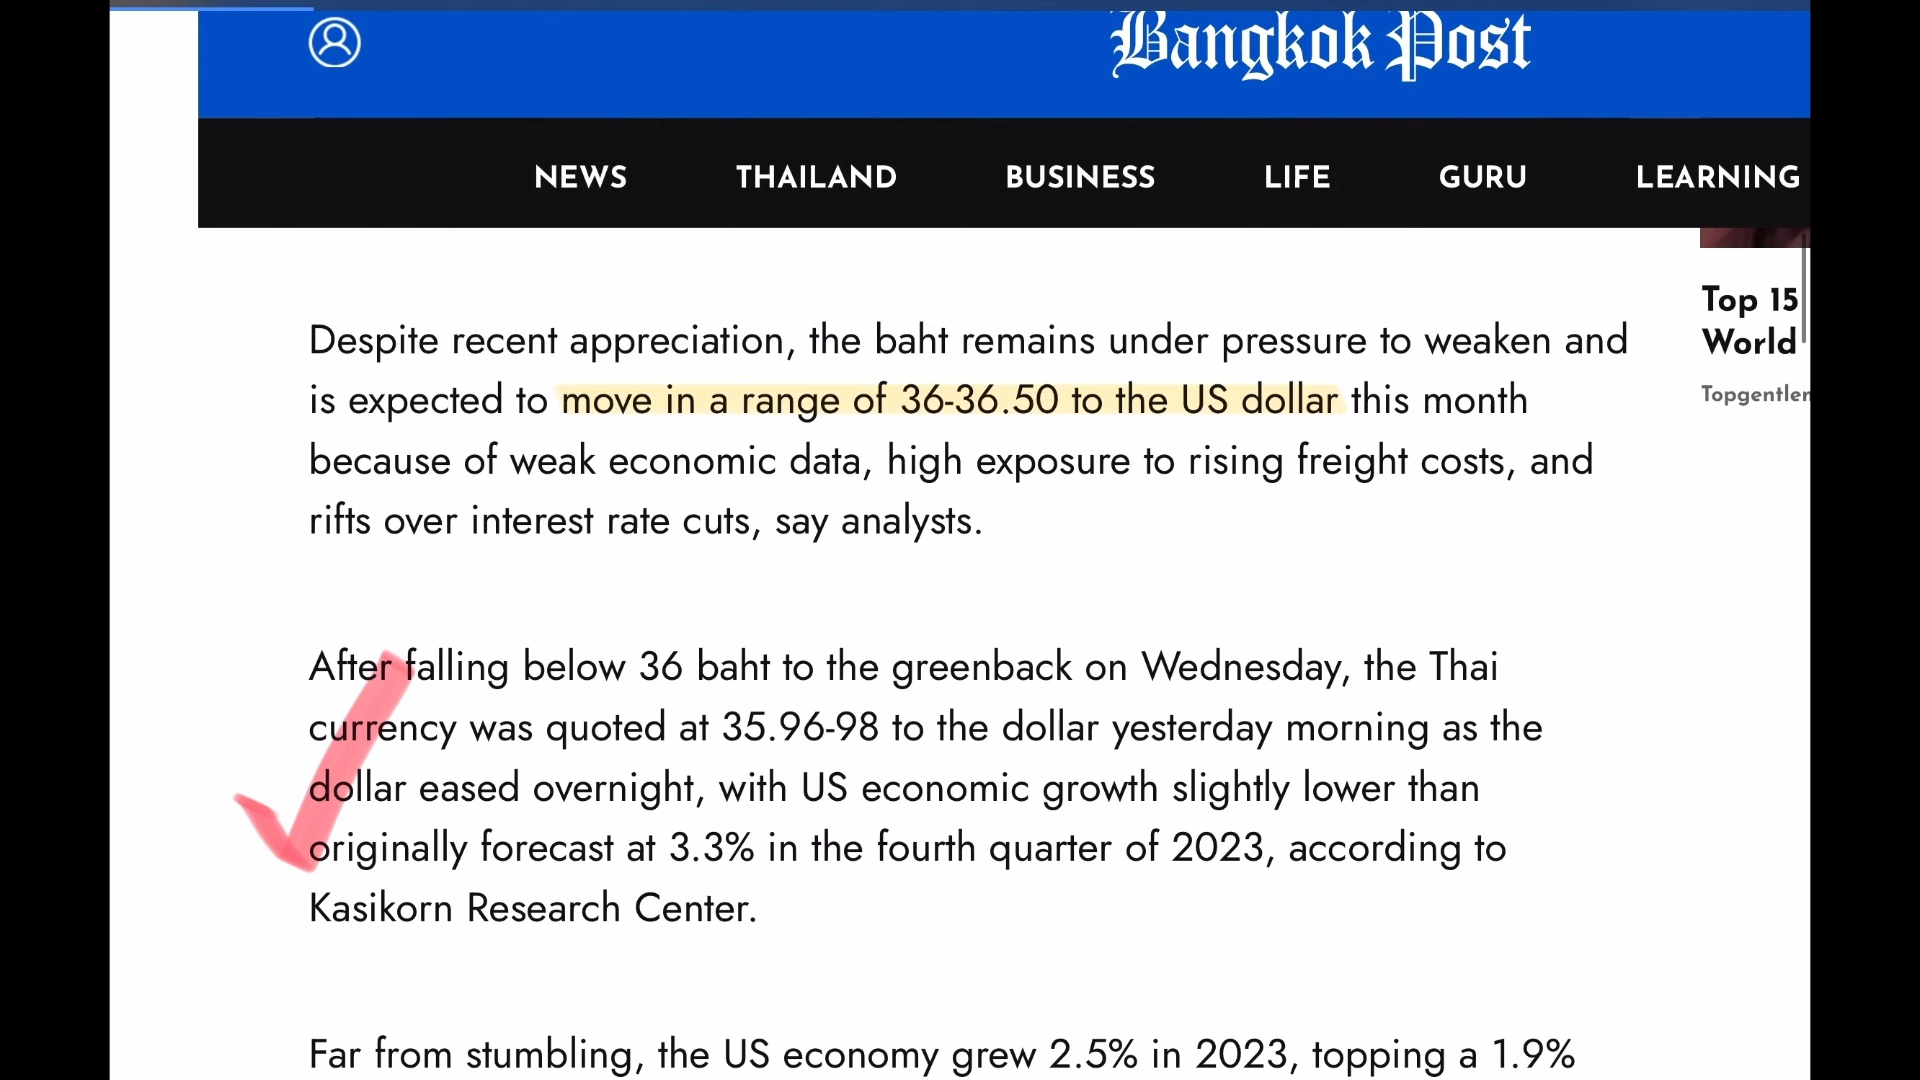 Bangkok Post
NEWS THAILAND BUSINESS LIFE GURU LEARNING
Top 15
World
Despite recent appreciation, the baht remains under pressure to weaken and
is expected to move in a range of 36-36.50 to the US dollar this month
because of weak economic data, high exposure to rising freight costs, and
rifts over interest rate cuts, say analysts.
After falling below 36 baht to the greenback on Wednesday, the Thai
currency was quoted at 35.96-98 to the dollar yesterday morning as the
dollar eased overnight, with US economic growth slightly lower than
originally forecast at 3.3% in the fourth quarter of 2023, according to
Kasikorn Research Center.
Far from stumbling, the US economy grew 2.5% in 2023, topping a 1.9%